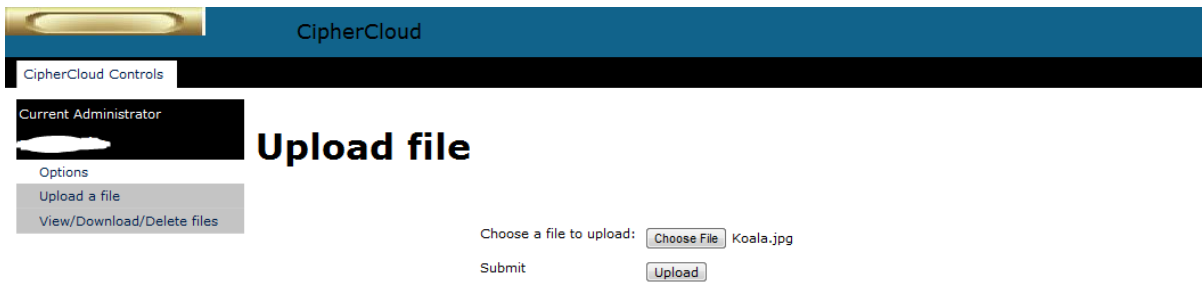 CipherCloud
CipherCloud Controls
Current Administrator
Upload file
Options
Upload a file
View/Download/Delete files
Choose a file to upload: Choose File Koala.jpg
Submit Upload